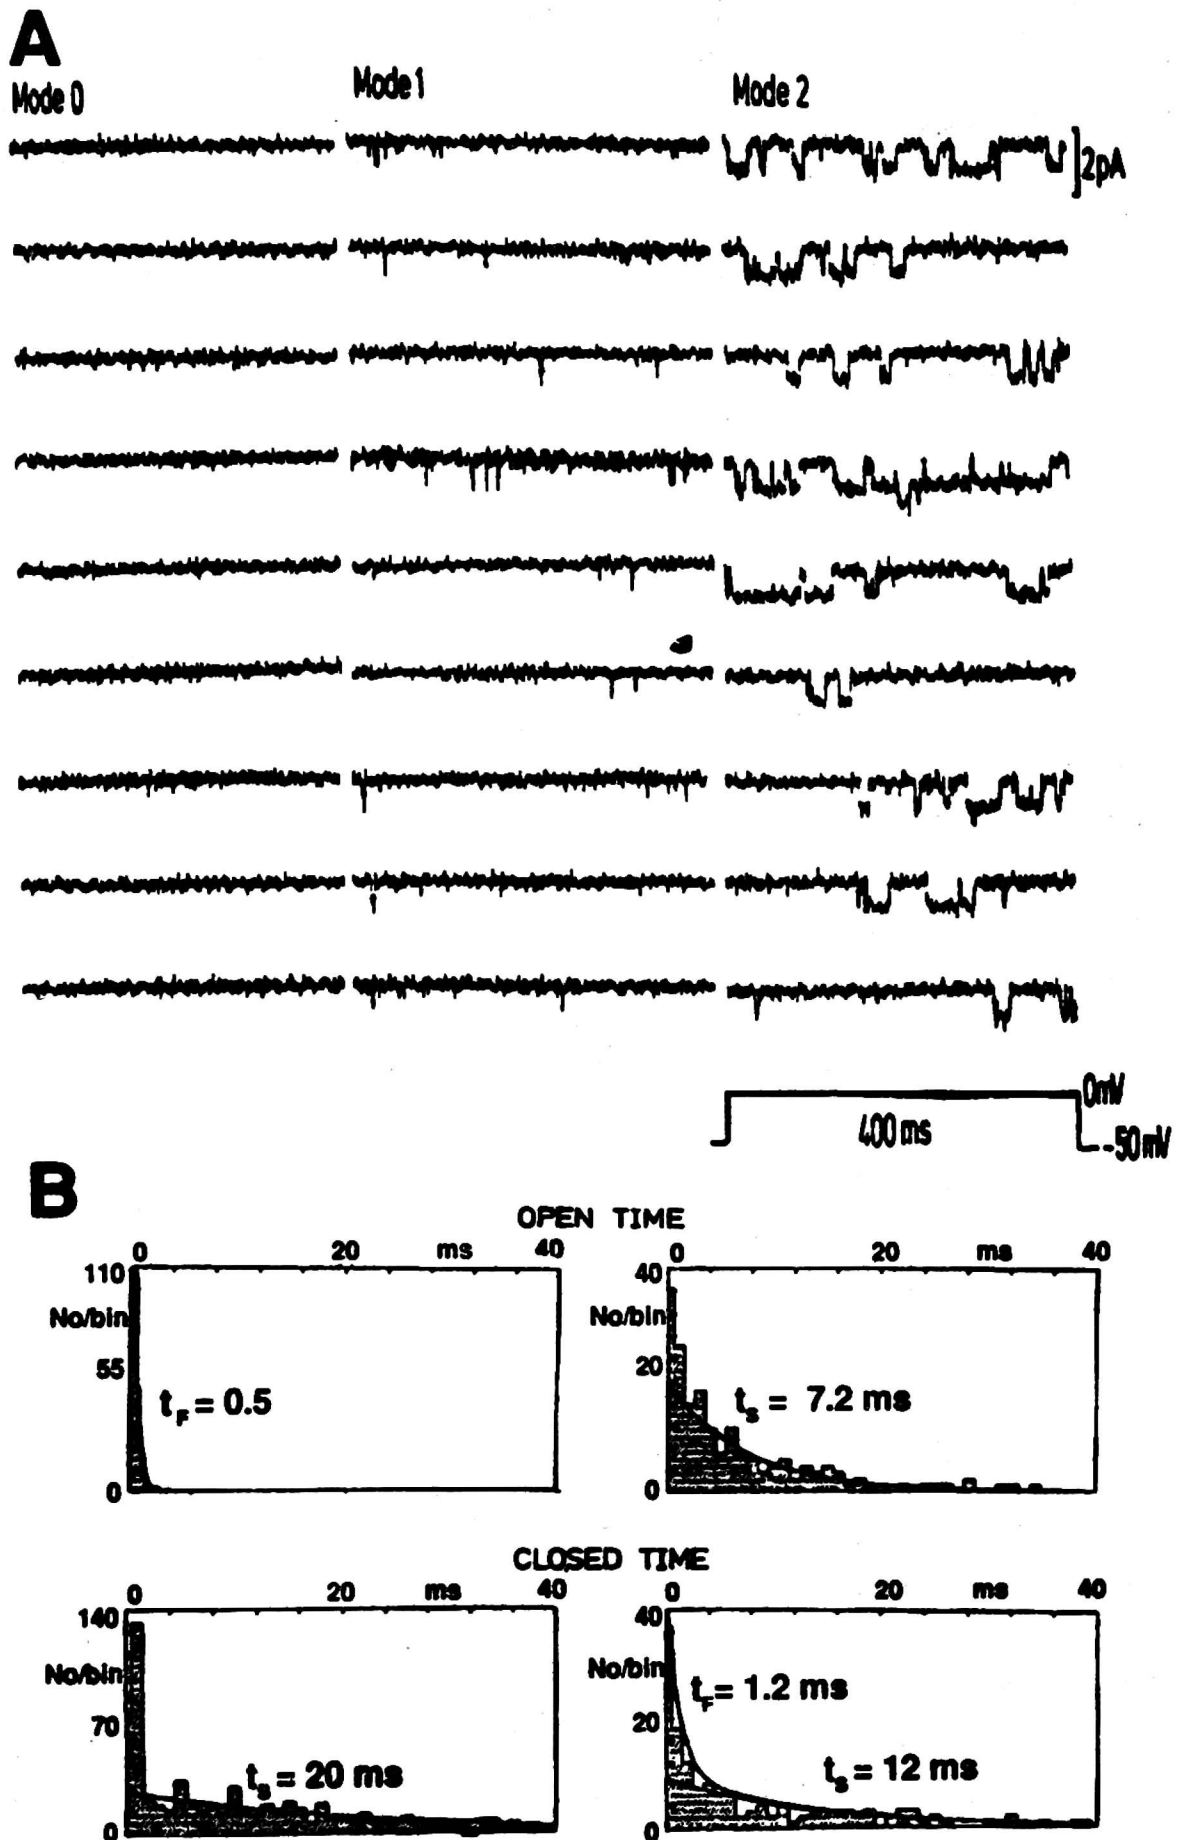 A
Mode 0 Mode 1 Mode 2
2pA
0mV
400 ms
-50mV
B
OPEN TIME
0 20 ms 40
110
No/bin
55
t_F = 0.5
0
0 20 ms 40
40
No/bin
20
t_s = 7.2 ms
0
CLOSED TIME
0 20 ms 40
140
No/bin
70
t_s = 20 ms
0
0 20 ms 40
40
No/bin
t_F = 1.2 ms
20
t_s = 12 ms
0